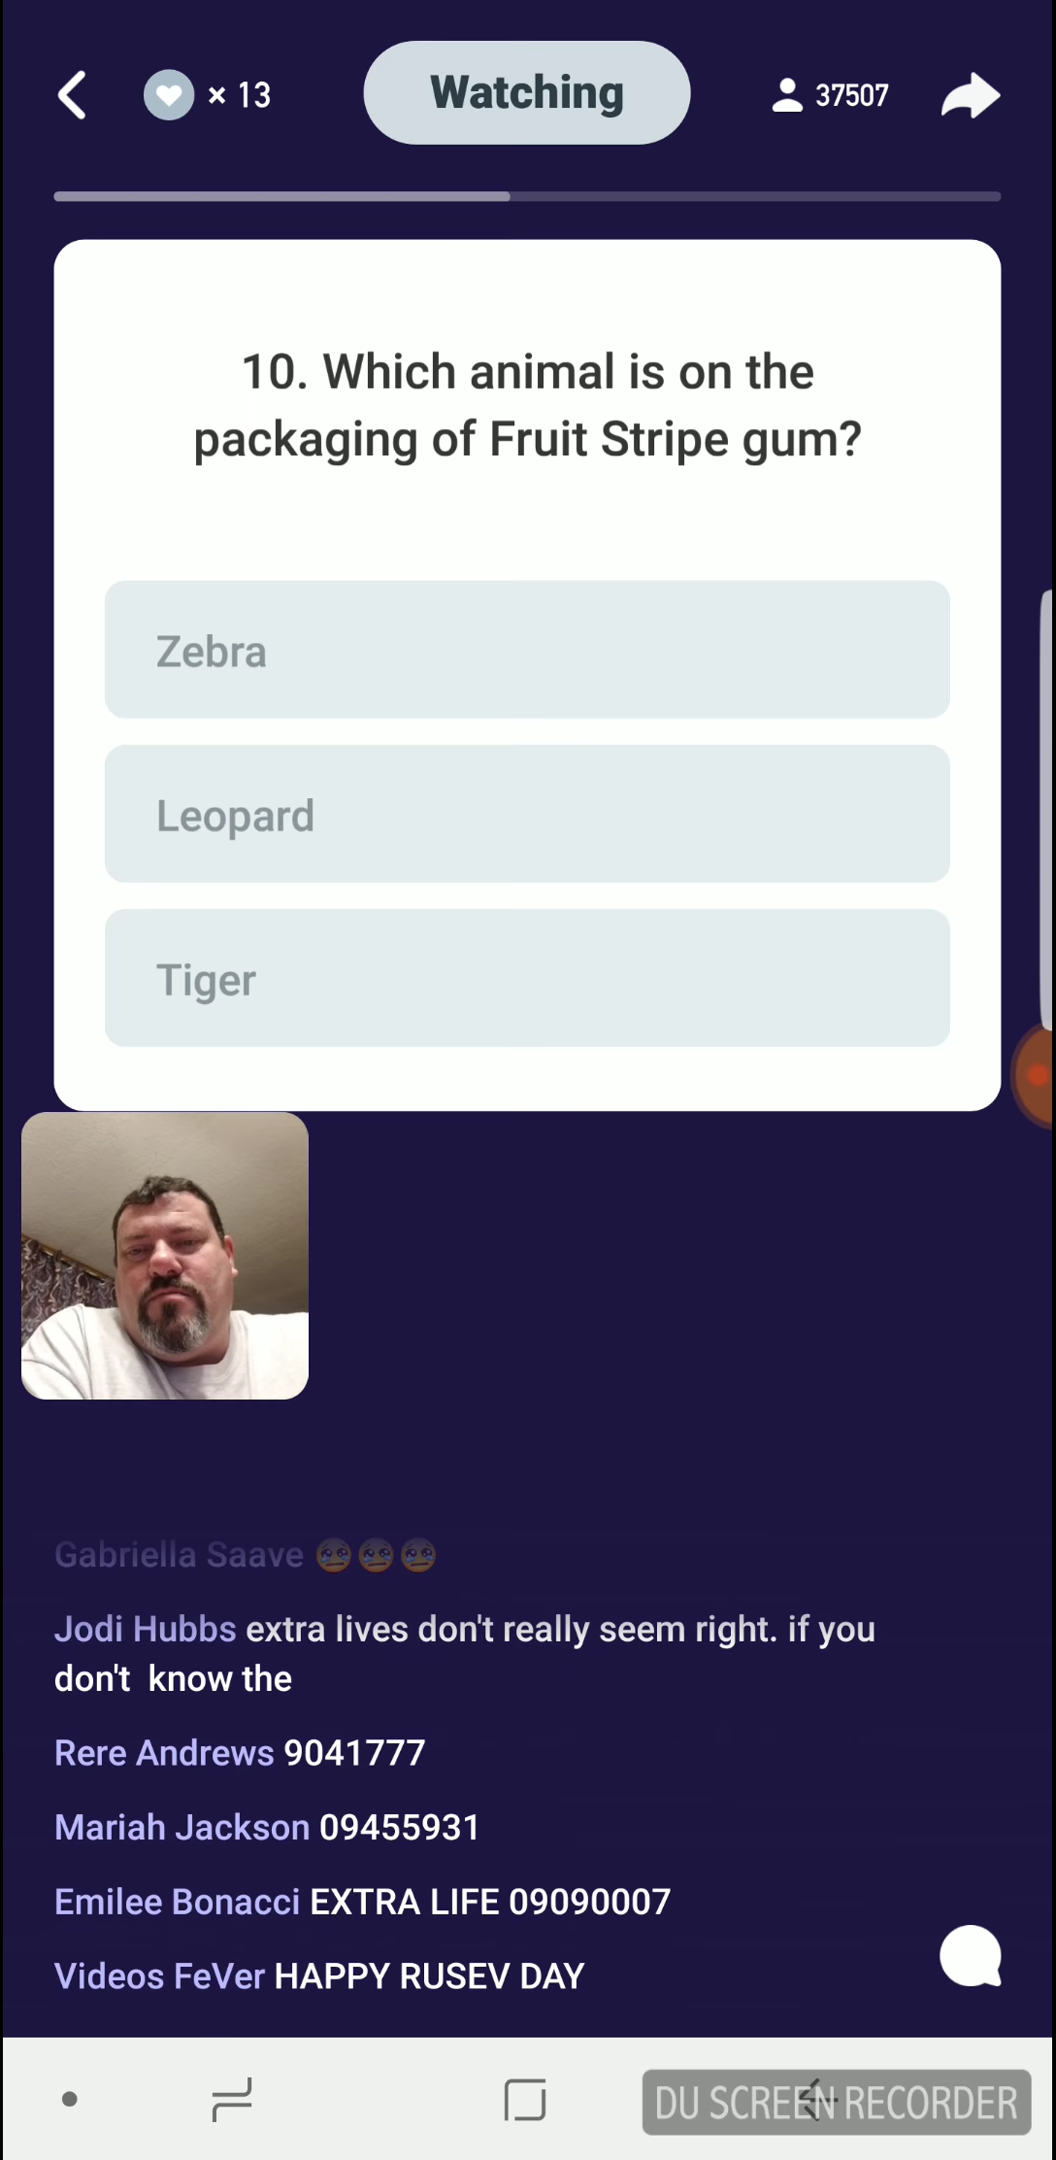 × 13
Watching
37507
10. Which animal is on the
packaging of Fruit Stripe gum?
Zebra
Leopard
Tiger
Gabriella Saave 😢😢😢
Jodi Hubbs extra lives don't really seem right. if you
don't  know the
Rere Andrews 9041777
Mariah Jackson 09455931
Emilee Bonacci EXTRA LIFE 09090007
Videos FeVer HAPPY RUSEV DAY
DU SCREEN RECORDER